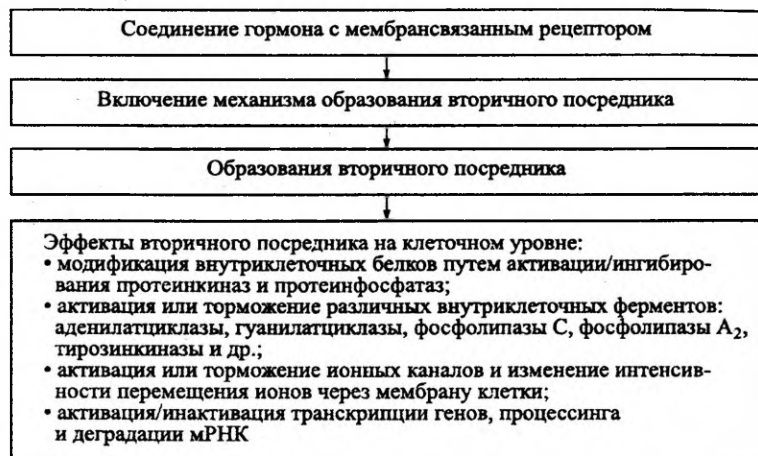 Соединение гормона с мембрансвязанным рецептором
Включение механизма образования вторичного посредника
Образования вторичного посредника
Эффекты вторичного посредника на клеточном уровне:
• модификация внутриклеточных белков путем активации/ингибиро-
вания протеинкиназ и протеинфосфатаз;
• активация или торможение различных внутриклеточных ферментов:
аденилатциклазы, гуанилатциклазы, фосфолипазы С, фосфолипазы А₂,
тирозинкиназы и др.;
• активация или торможение ионных каналов и изменение интенсив-
ности перемещения ионов через мембрану клетки;
• активация/инактивация транскрипции генов, процессинга
и деградации мРНК